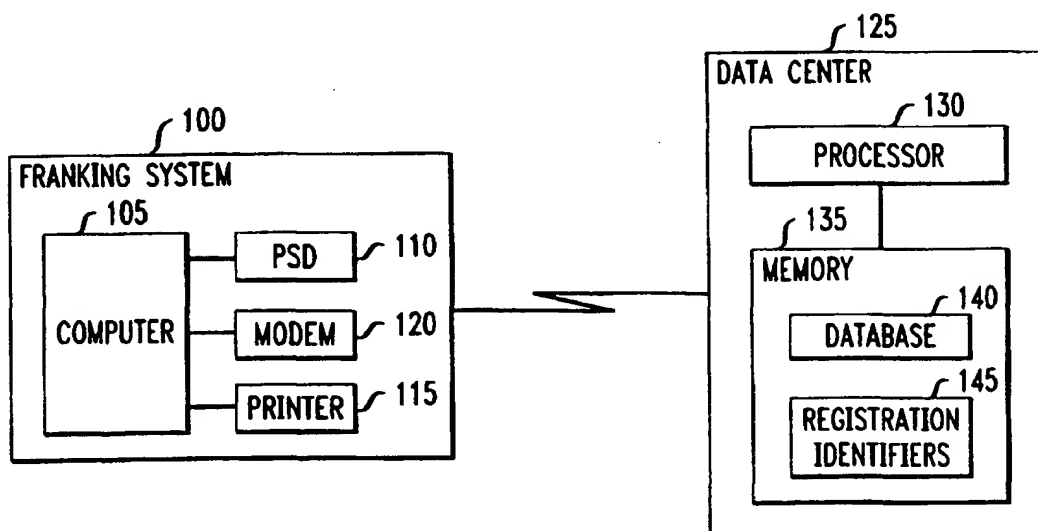 100
FRANKING SYSTEM
105
COMPUTER
PSD
110
MODEM
120
PRINTER
115
125
DATA CENTER
130
PROCESSOR
135
MEMORY
140
DATABASE
145
REGISTRATION
IDENTIFIERS